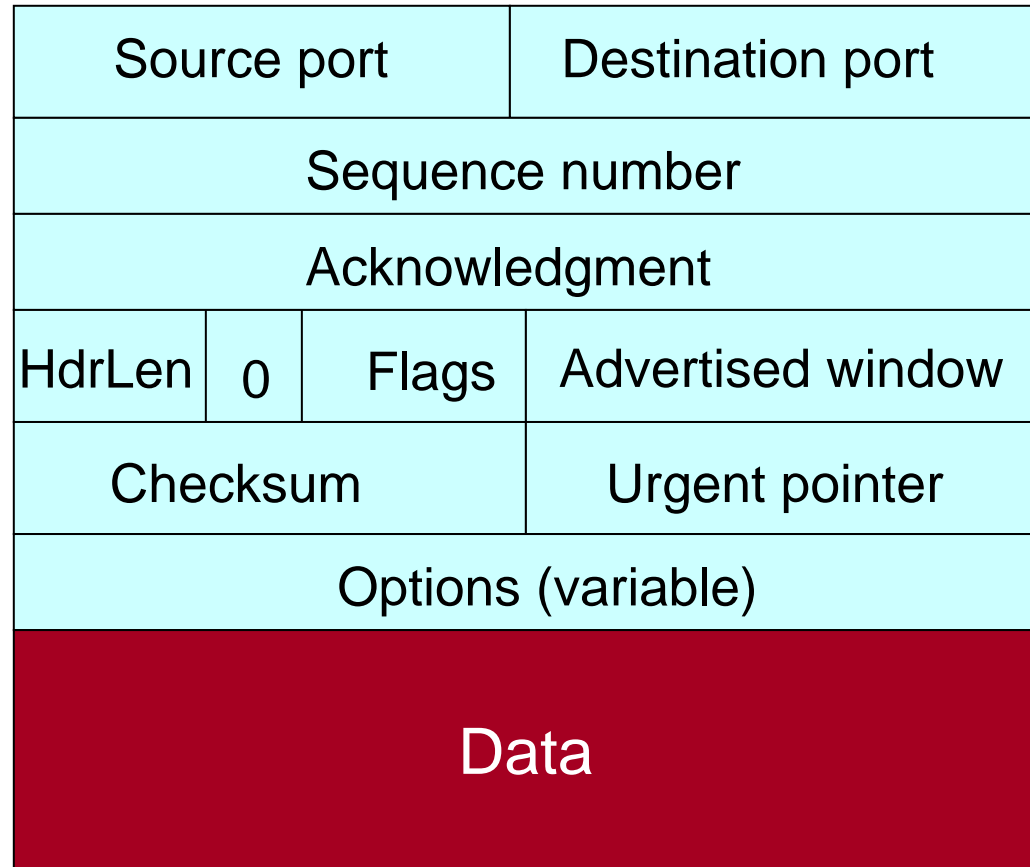 Source port Destination port
Sequence number
Acknowledgment
HdrLen 0 Flags Advertised window
Checksum Urgent pointer
Options (variable)
Data